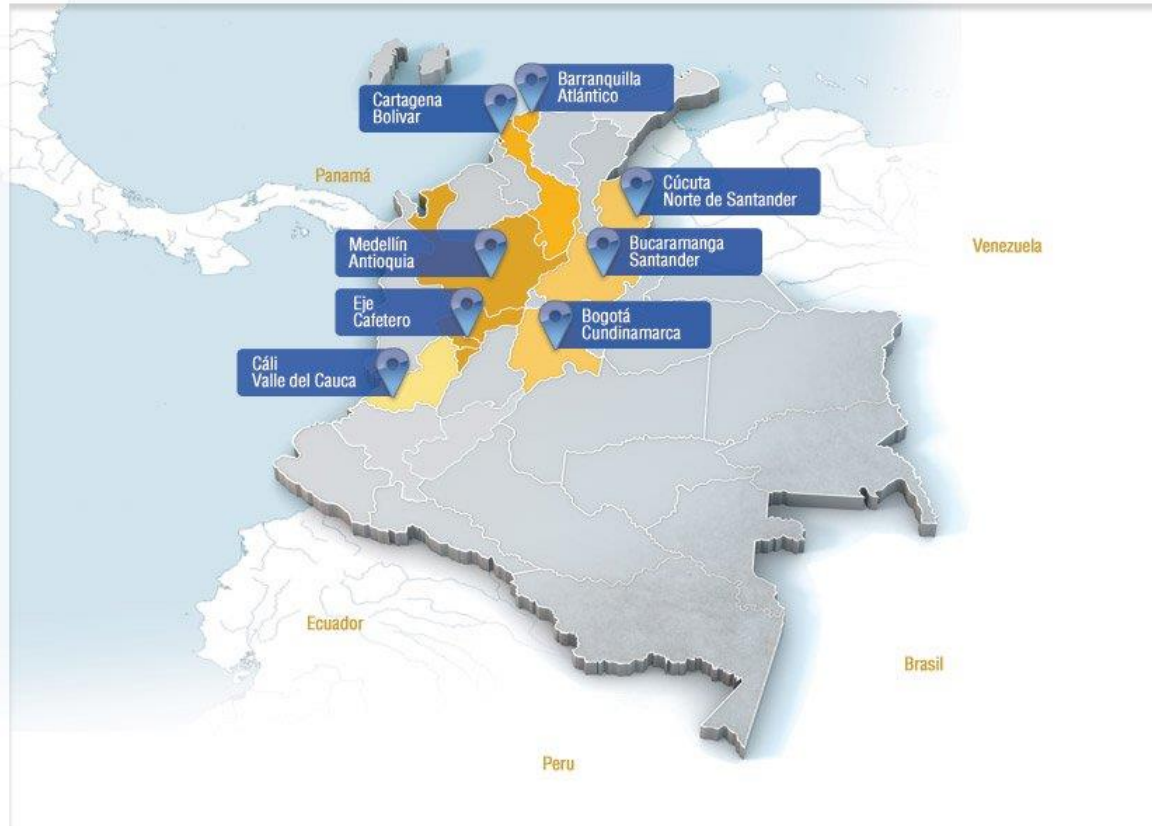 Barranquilla
Atlántico
Cartagena
Bolivar
Panamá
Cúcuta
Norte de Santander
Medellín
Antioquia
Bucaramanga
Santander
Venezuela
Eje
Cafetero
Bogotá
Cundinamarca
Cáli
Valle del Cauca
Ecuador
Brasil
Peru